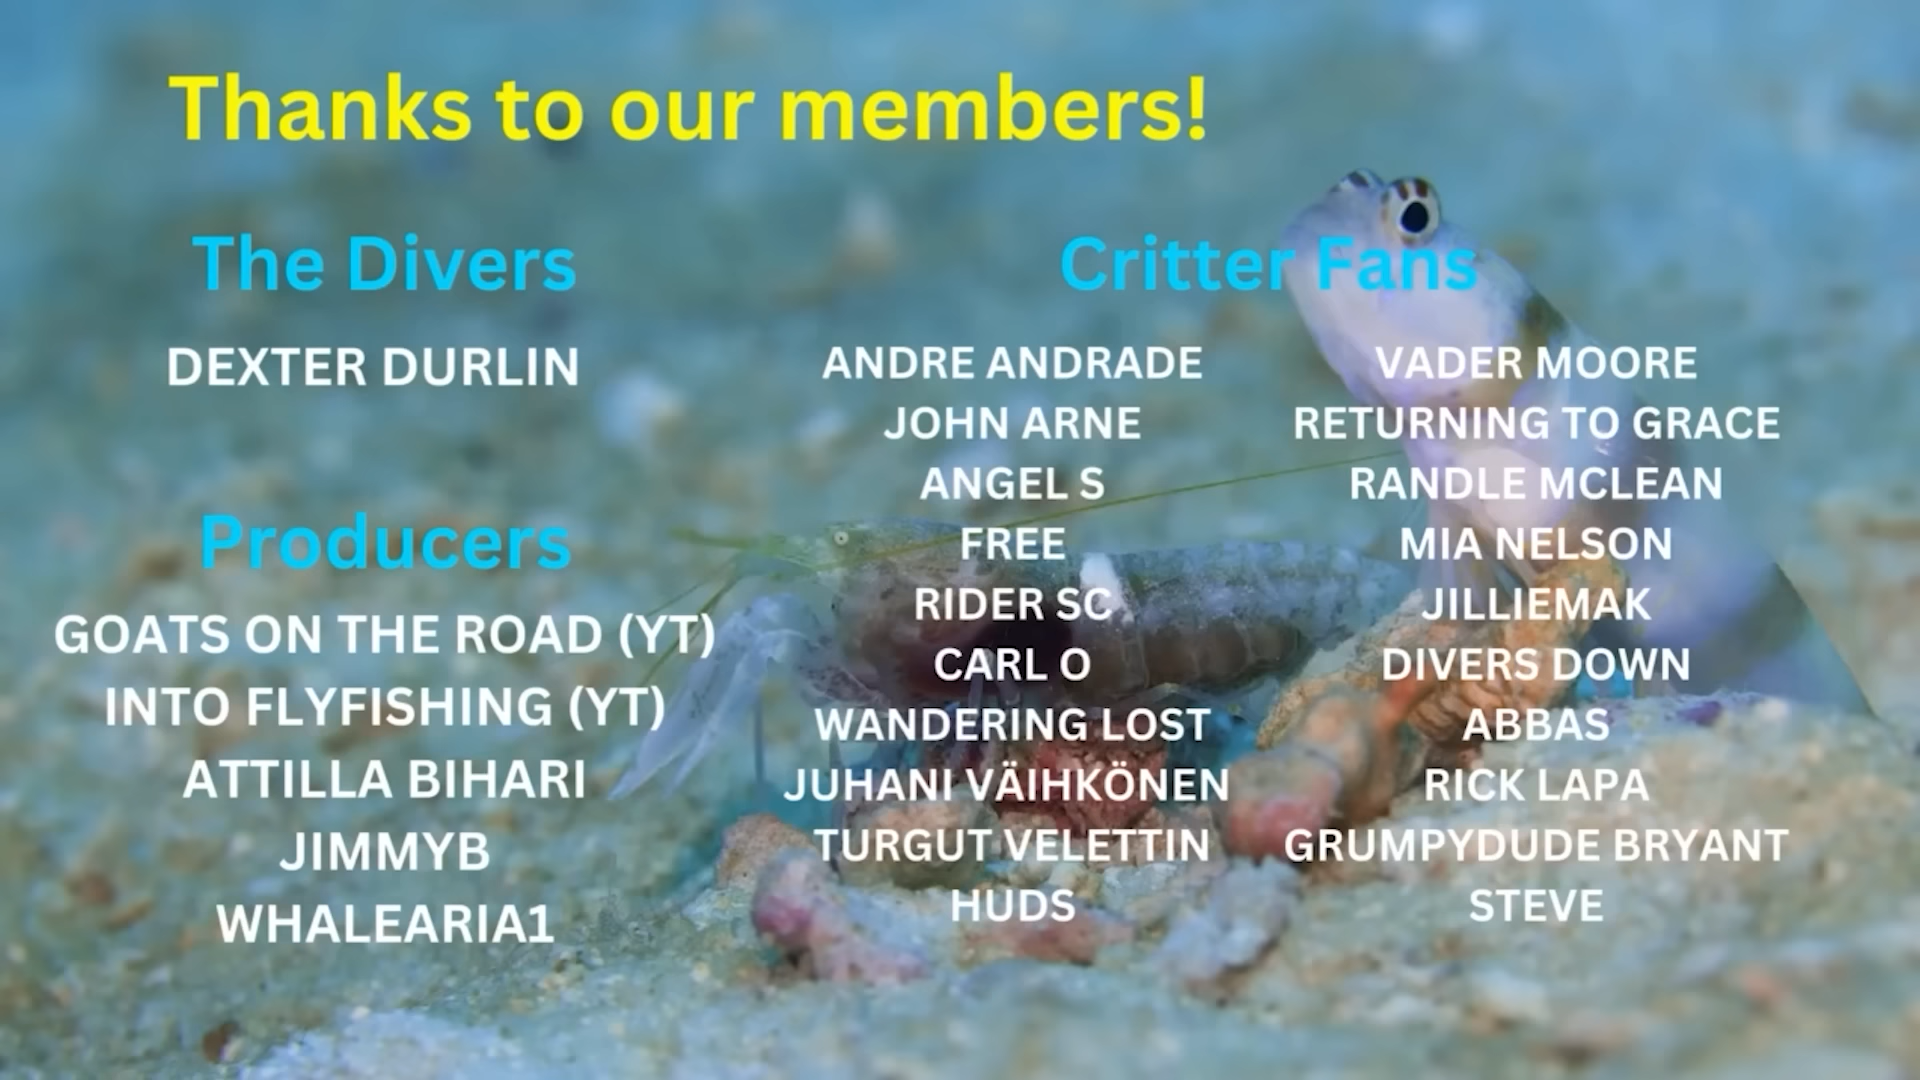 Thanks to our members!
The Divers
DEXTER DURLIN
Producers
GOATS ON THE ROAD (YT)
INTO FLYFISHING (YT)
ATTILLA BIHARI
JIMMYB
WHALEARIA1
Critter Fans
ANDRE ANDRADE
JOHN ARNE
ANGEL S
FREE
RIDER SC
CARL O
WANDERING LOST
JUHANI VÄIHKÖNEN
TURGUT VELETTIN
HUDS
VADER MOORE
RETURNING TO GRACE
RANDLE MCLEAN
MIA NELSON
JILLIEMAK
DIVERS DOWN
ABBAS
RICK LAPA
GRUMPYDUDE BRYANT
STEVE